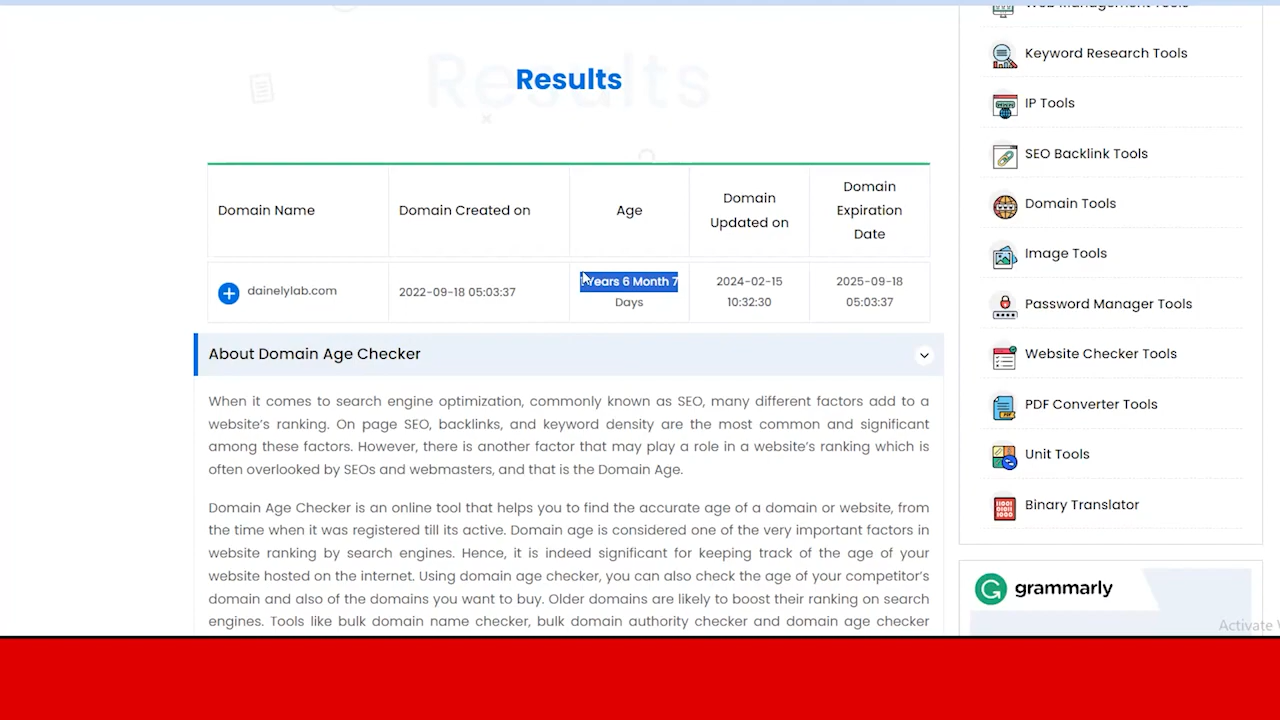 Results
Domain Name
Domain Created on
Age
Domain
Updated on
Domain
Expiration
Date
dainelylab.com
2022-09-18 05:03:37
Years 6 Month 7
Days
2024-02-15
10:32:30
2025-09-18
05:03:37
About Domain Age Checker
When it comes to search engine optimization, commonly known as SEO, many different factors add to a
website's ranking. On page SEO, backlinks, and keyword density are the most common and significant
among these factors. However, there is another factor that may play a role in a website's ranking which is
often overlooked by SEOs and webmasters, and that is the Domain Age.
Domain Age Checker is an online tool that helps you to find the accurate age of a domain or website, from
the time when it was registered till its active. Domain age is considered one of the very important factors in
website ranking by search engines. Hence, it is indeed significant for keeping track of the age of your
website hosted on the internet. Using domain age checker, you can also check the age of your competitor's
domain and also of the domains you want to buy. Older domains are likely to boost their ranking on search
engines. Tools like bulk domain name checker, bulk domain authority checker and domain age checker
Web Management Tools
Keyword Research Tools
IP Tools
SEO Backlink Tools
Domain Tools
Image Tools
Password Manager Tools
Website Checker Tools
PDF Converter Tools
Unit Tools
Binary Translator
grammarly
Activate